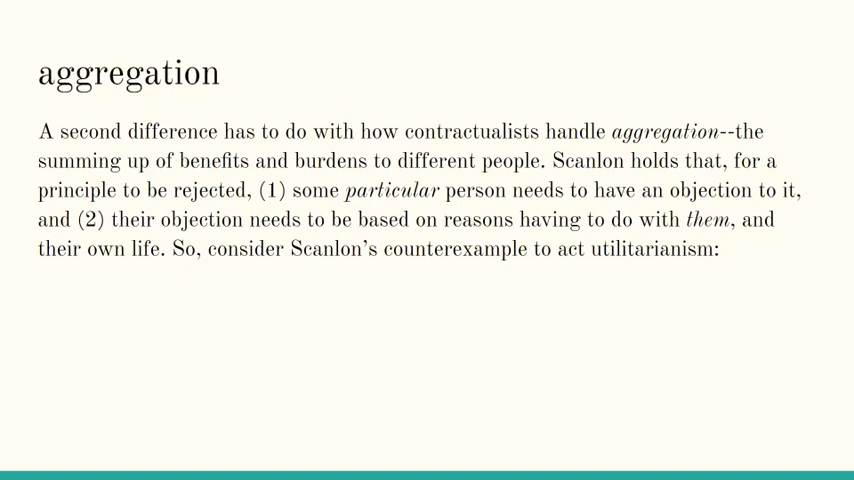 aggregation
A second difference has to do with how contractualists handle aggregation--the
summing up of benefits and burdens to different people. Scanlon holds that, for a
principle to be rejected, (1) some particular person needs to have an objection to it,
and (2) their objection needs to be based on reasons having to do with them, and
their own life. So, consider Scanlon’s counterexample to act utilitarianism: